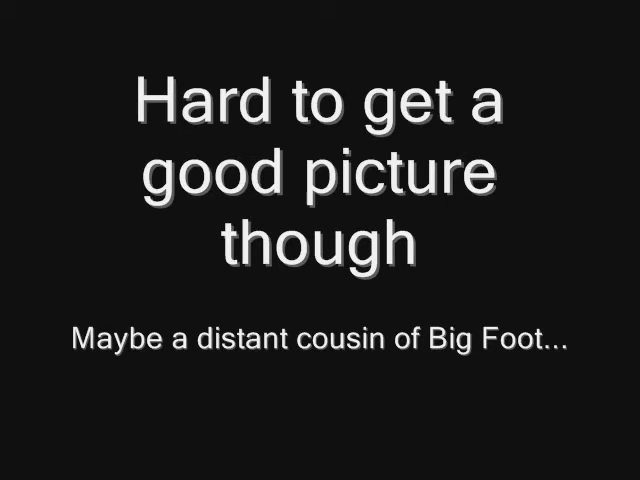 Hard to get a
good picture
though
Maybe a distant cousin of Big Foot...